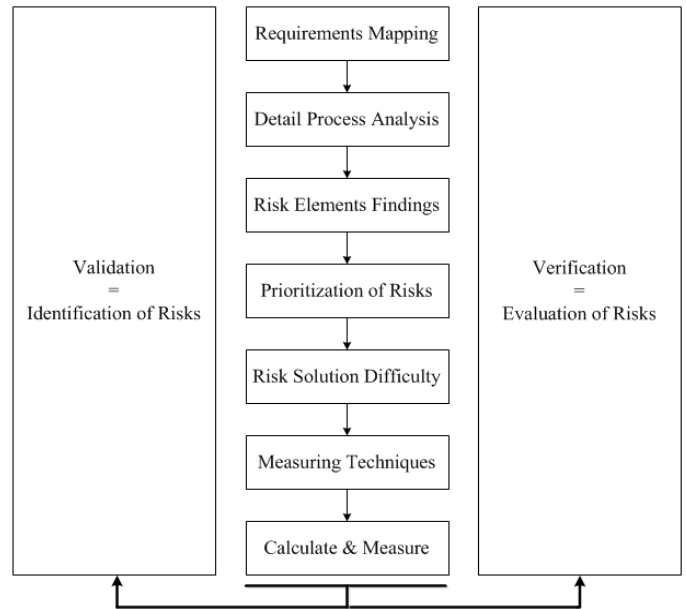 Requirements Mapping
Detail Process Analysis
Risk Elements Findings
Prioritization of Risks
Risk Solution Difficulty
Measuring Techniques
Calculate & Measure
Validation
=
Identification of Risks
Verification
=
Evaluation of Risks